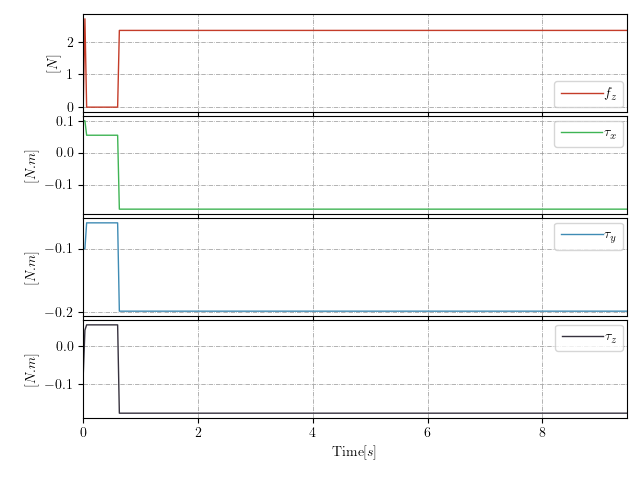 2
1
0
[N]
f_z
0.1
0.0
−0.1
[N.m]
τ_x
−0.1
−0.2
[N.m]
τ_y
0.0
−0.1
[N.m]
τ_z
0 2 4 6 8
Time[s]